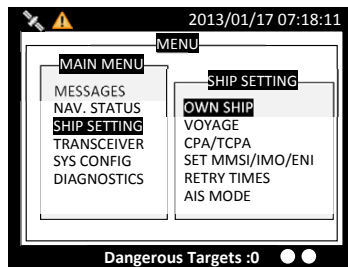 2013/01/17 07:18:11
MENU
MAIN MENU
MESSAGES
NAV. STATUS
SHIP SETTING
TRANSCEIVER
SYS CONFIG
DIAGNOSTICS
SHIP SETTING
OWN SHIP
VOYAGE
CPA/TCPA
SET MMSI/IMO/ENI
RETRY TIMES
AIS MODE
Dangerous Targets :0